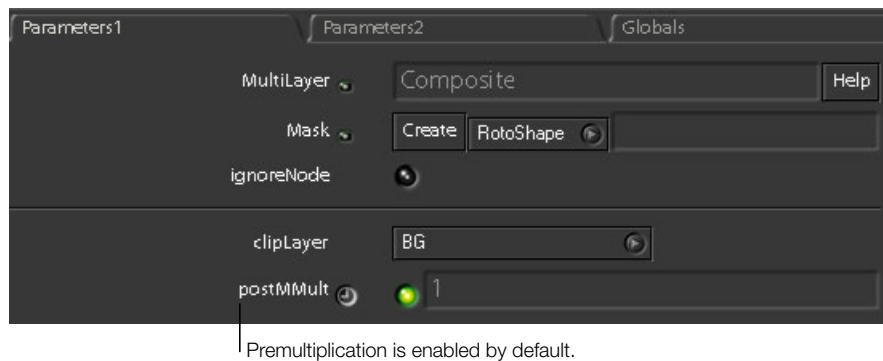 Parameters1 Parameters2 Globals
MultiLayer Composite Help
Mask Create RotoShape
ignoreNode
clipLayer BG
postMMult 1
Premultiplication is enabled by default.